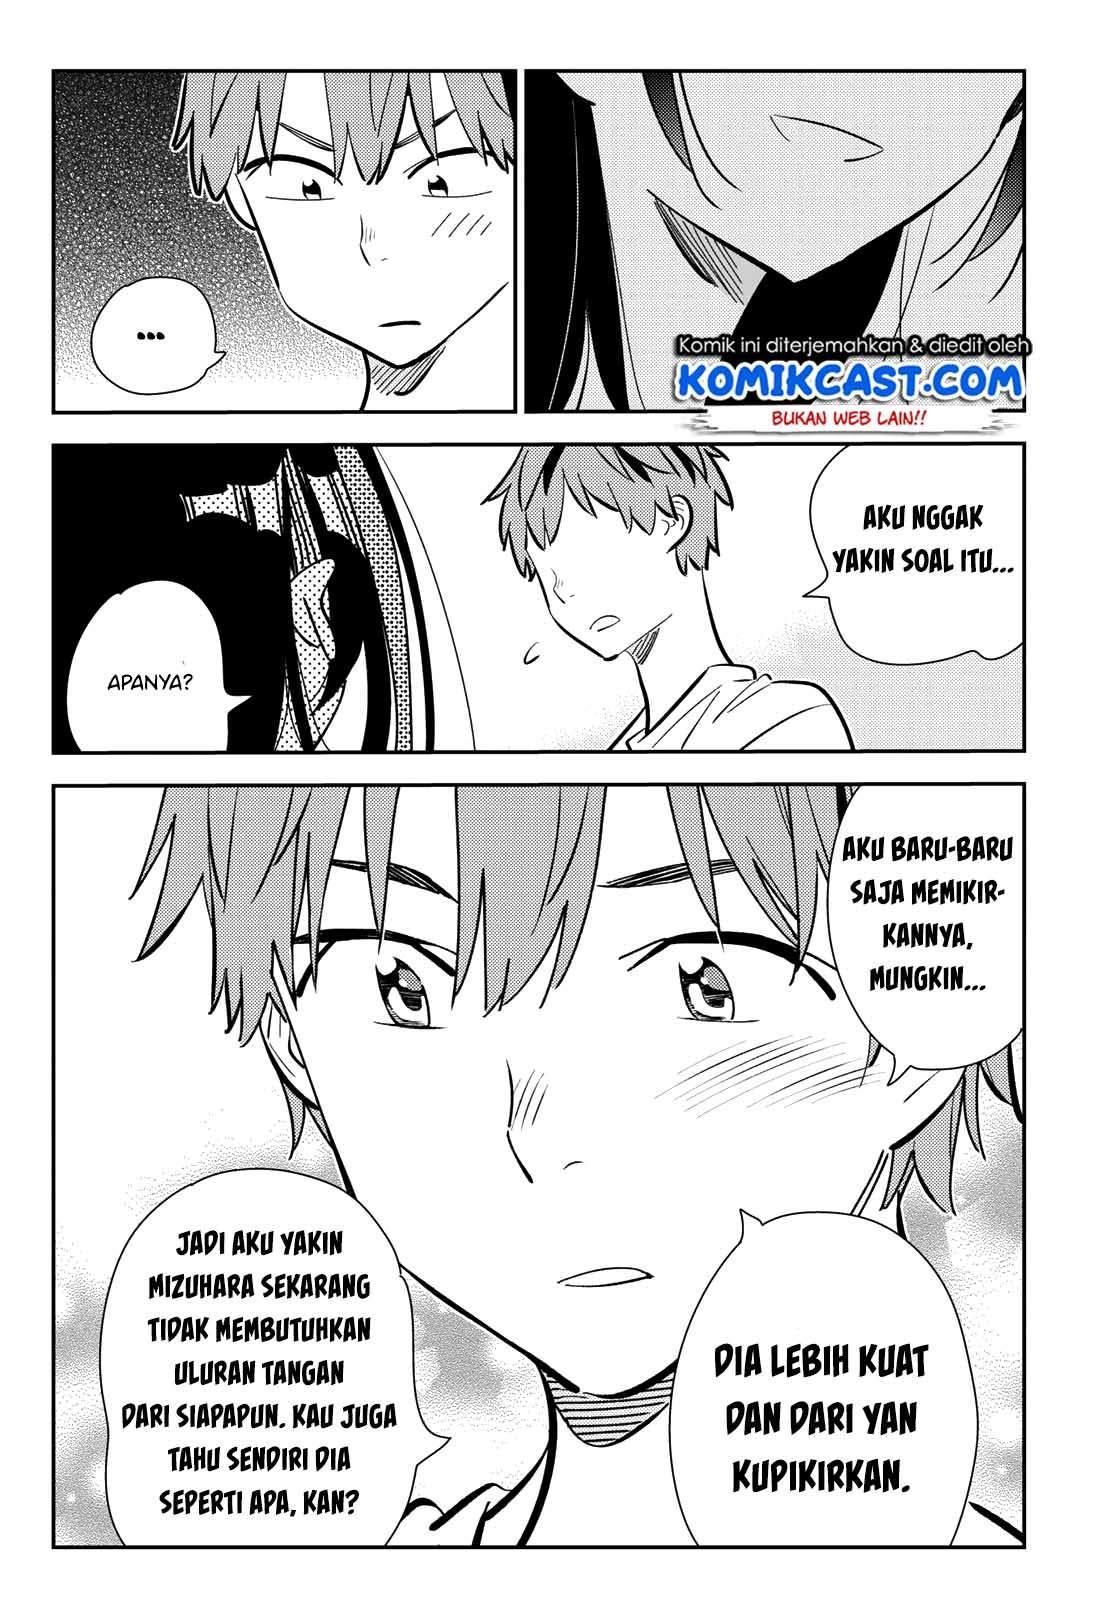 Komik ini diterjemahkan & diedit oleh
KOMIKCAST.COM
BUKAN WEB LAIN!!
...
AKU NGGAK
YAKIN SOAL ITU...
APANYA?
AKU BARU-BARU
SAJA MEMIKIR-
KANNYA,
MUNGKIN...
DIA LEBIH KUAT
DAN DARI YAN
KUPIKIRKAN.
JADI AKU YAKIN
MIZUHARA SEKARANG
TIDAK MEMBUTUHKAN
ULURAN TANGAN
DARI SIAPAPUN. KAU JUGA
TAHU SENDIRI DIA
SEPERTI APA, KAN?